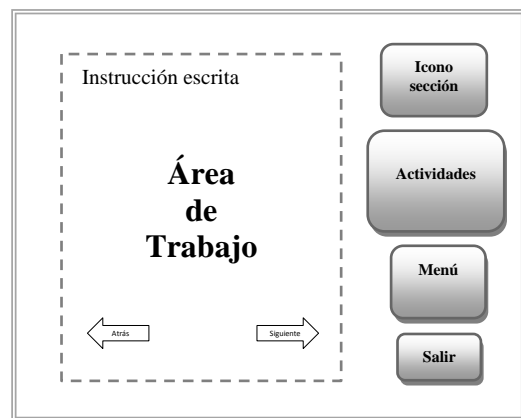 Instrucción escrita
Área
de
Trabajo
Atrás
Siguiente
Icono
sección
Actividades
Menú
Salir